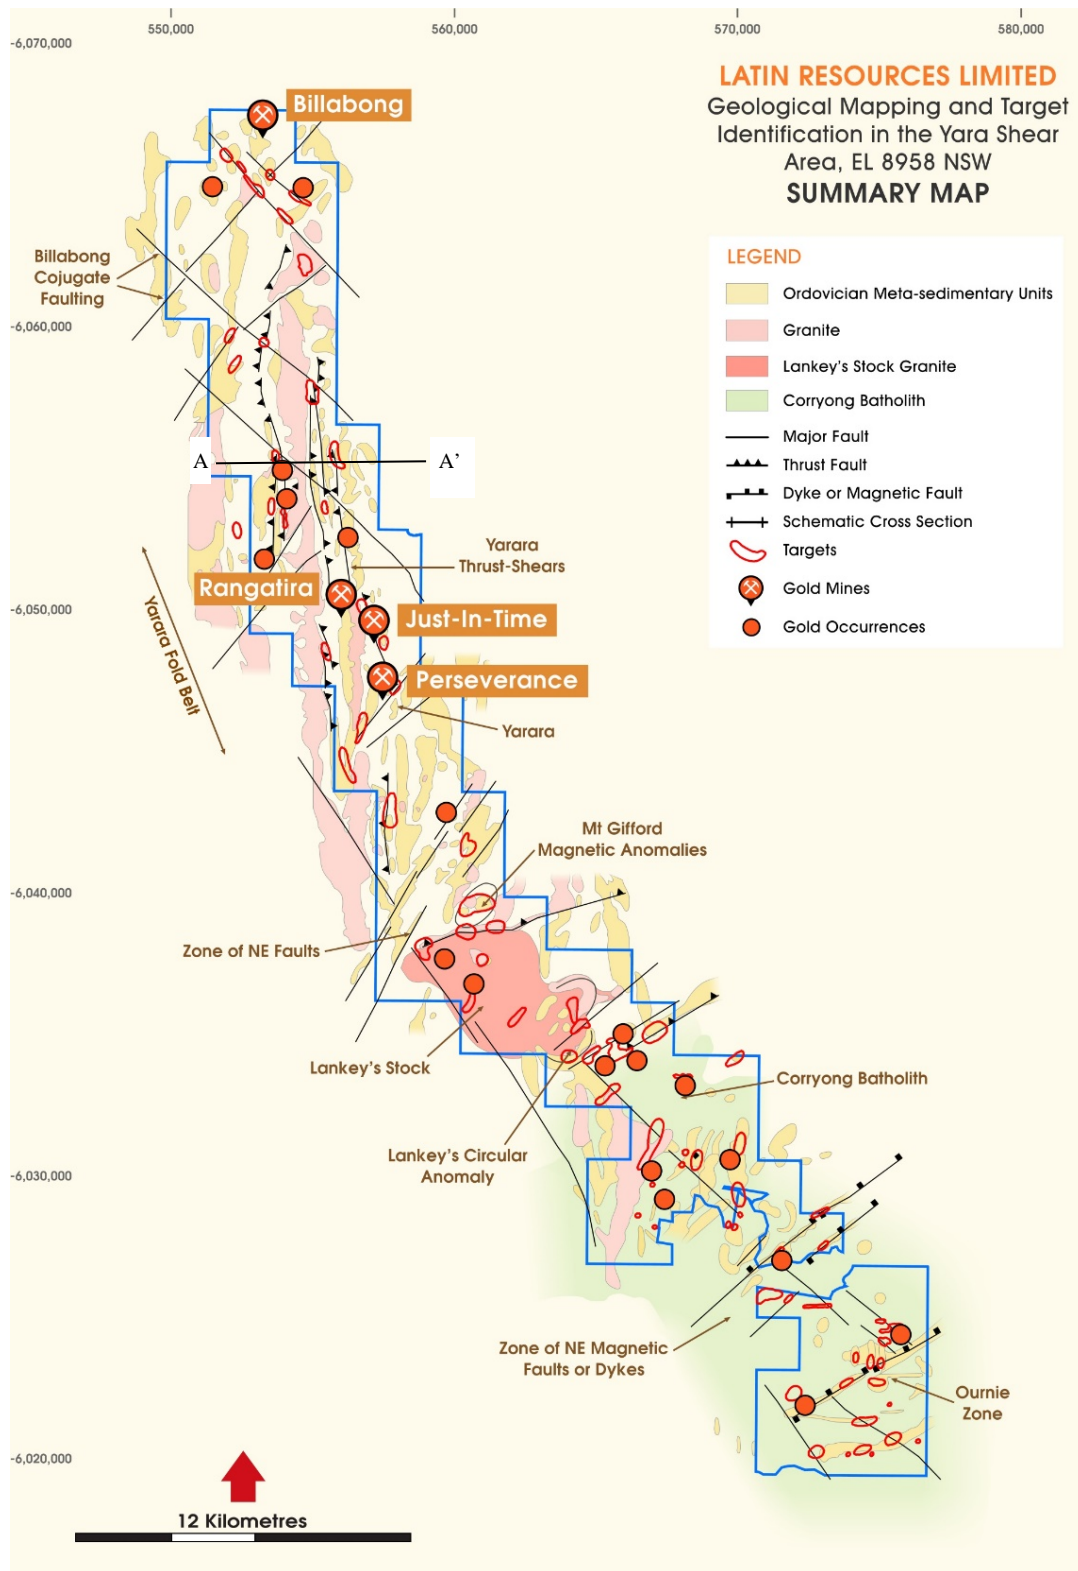 550,000
560,000
570,000
580,000
-6,070,000
LATIN RESOURCES LIMITED
Geological Mapping and Target
Identification in the Yara Shear
Area, EL 8958 NSW
SUMMARY MAP
Billabong
LEGEND
Ordovician Meta-sedimentary Units
Granite
Lankey's Stock Granite
Corryong Batholith
Major Fault
Thrust Fault
Dyke or Magnetic Fault
Schematic Cross Section
Targets
Gold Mines
Gold Occurrences
Billabong
Cojugate
Faulting
-6,060,000
A
A'
Yarara
Thrust-Shears
Rangatira
-6,050,000
Just-In-Time
Yarara Fold Belt
Perseverance
Yarara
Mt Gifford
Magnetic Anomalies
-6,040,000
Zone of NE Faults
Lankey's Stock
Corryong Batholith
Lankey's Circular
Anomaly
-6,030,000
Zone of NE Magnetic
Faults or Dykes
Ournie
Zone
-6,020,000
12 Kilometres